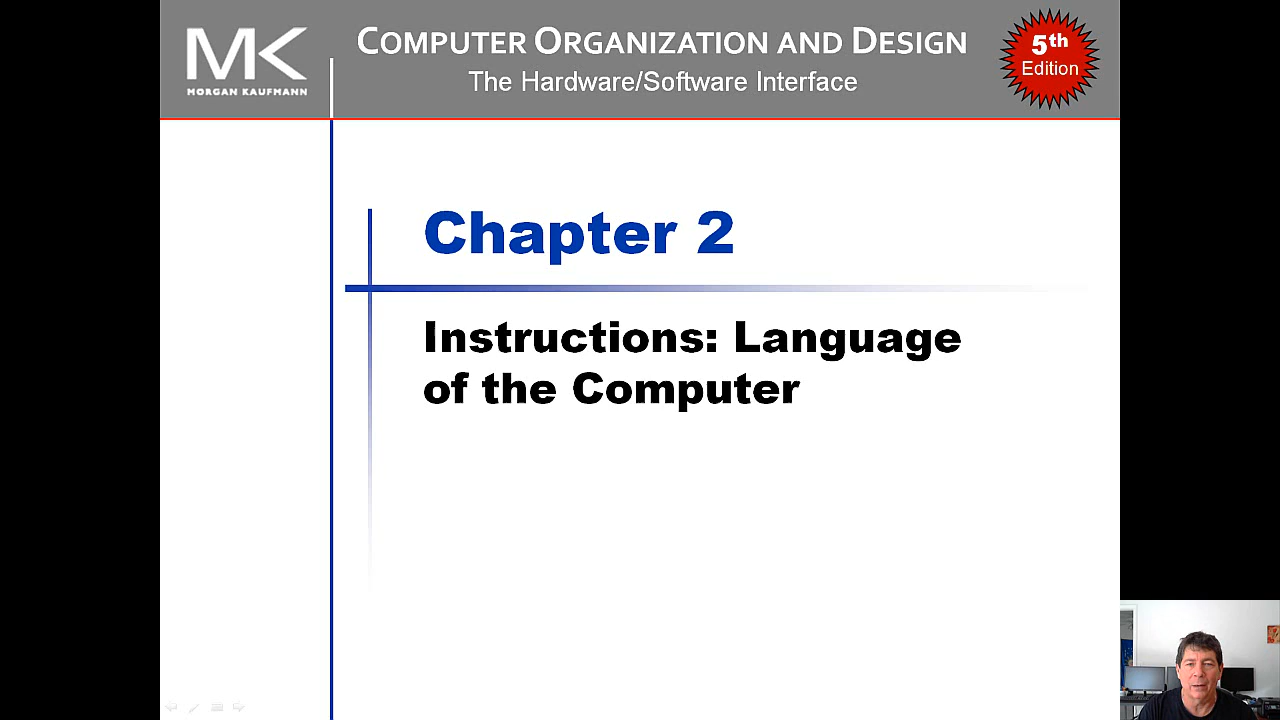 MK
MORGAN KAUFMANN
COMPUTER ORGANIZATION AND DESIGN
The Hardware/Software Interface
5th
Edition
Chapter 2
Instructions: Language
of the Computer